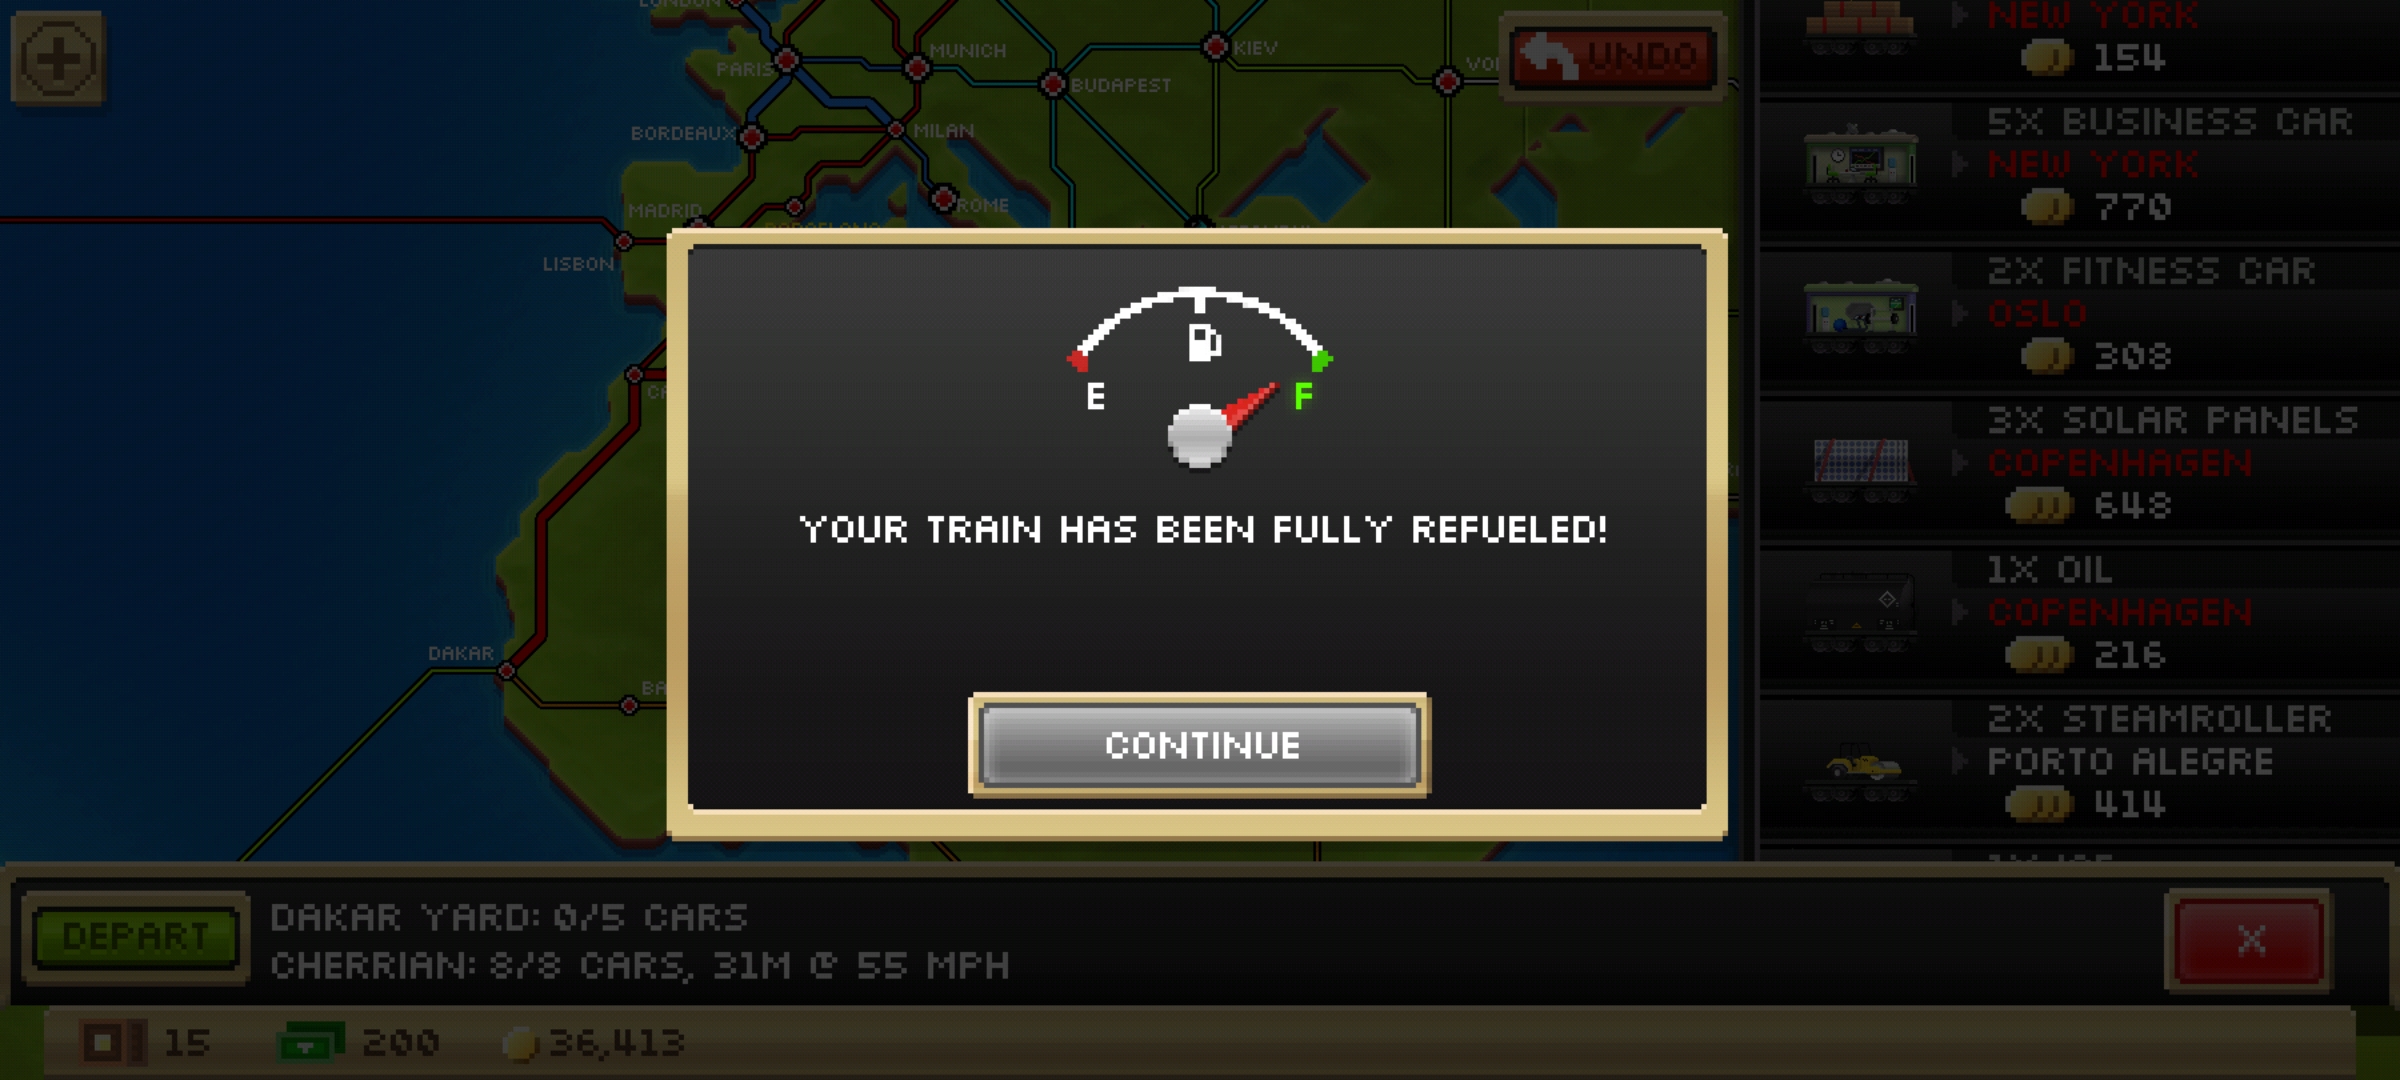 LONDON
PARIS
MUNICH
KIEV
BUDAPEST
BORDEAUX
MILAN
MADRID
ROME
LISBON
DAKAR
UNDO
NEW YORK
154
5X BUSINESS CAR
NEW YORK
770
2X FITNESS CAR
OSLO
308
3X SOLAR PANELS
COPENHAGEN
648
1X OIL
COPENHAGEN
216
2X STEAMROLLER
PORTO ALEGRE
414
E
F
YOUR TRAIN HAS BEEN FULLY REFUELED!
CONTINUE
DEPART
DAKAR YARD: 0/5 CARS
CHERRIAN: 8/8 CARS, 31M @ 55 MPH
X
15
200
36,413